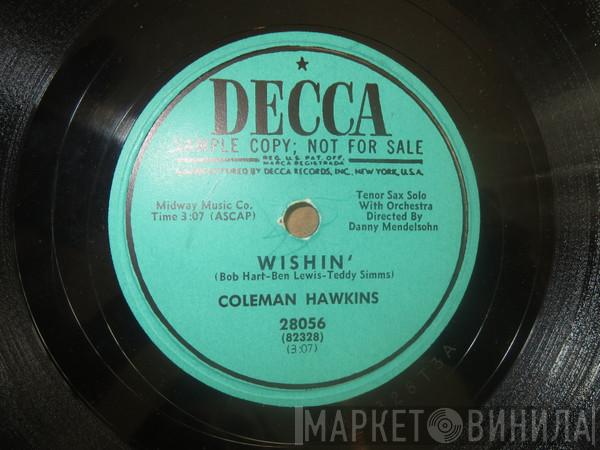 DECCA
SAMPLE COPY; NOT FOR SALE
REG. U.S. PAT. OFF.
MARCA REGISTRADA
MANUFACTURED BY DECCA RECORDS, INC., NEW YORK, U.S.A.
Midway Music Co.
Time 3:07 (ASCAP)
Tenor Sax Solo
With Orchestra
Directed By
Danny Mendelsohn
WISHIN'
(Bob Hart-Ben Lewis-Teddy Simms)
COLEMAN HAWKINS
28056
(82328)
(3:07)
МАРКЕТ ВИНИЛА